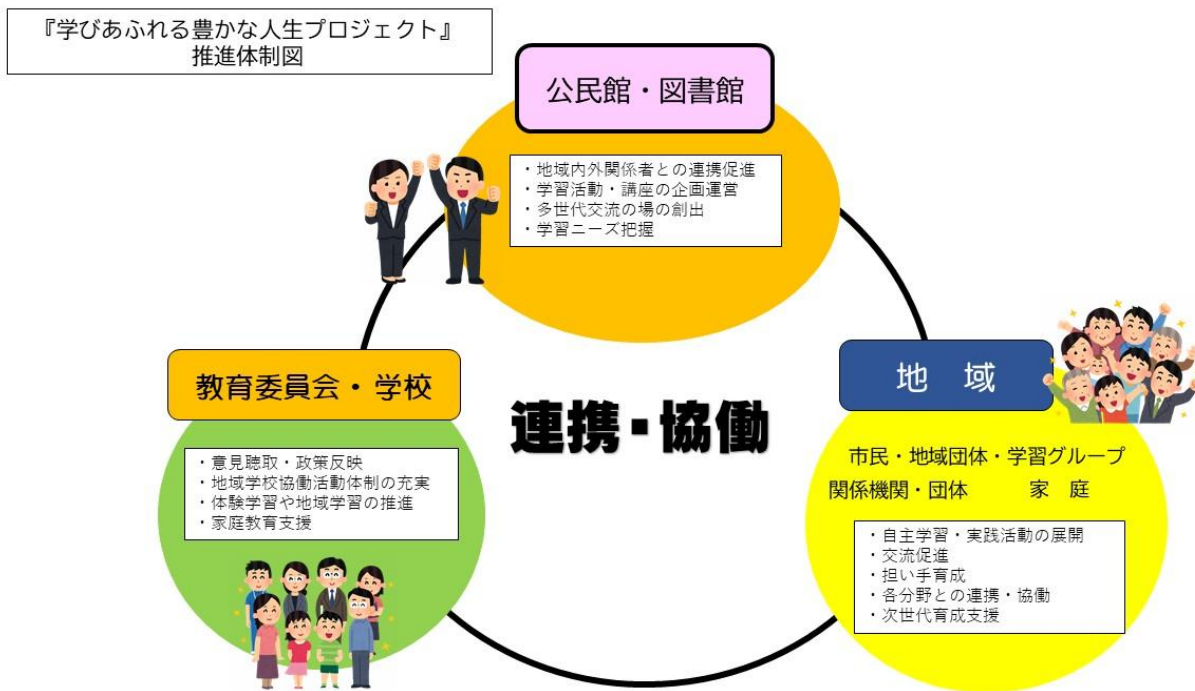 『学びあふれる豊かな人生プロジェクト』
推進体制図
公民館・図書館
・地域内外関係者との連携促進
・学習活動・講座の企画運営
・多世代交流の場の創出
・学習ニーズ把握
教育委員会・学校
・意見聴取・政策反映
・地域学校協働活動体制の充実
・体験学習や地域学習の推進
・家庭教育支援
連携・協働
地　域
市民・地域団体・学習グループ
関係機関・団体　　家　庭
・自主学習・実践活動の展開
・交流促進
・担い手育成
・各分野との連携・協働
・次世代育成支援